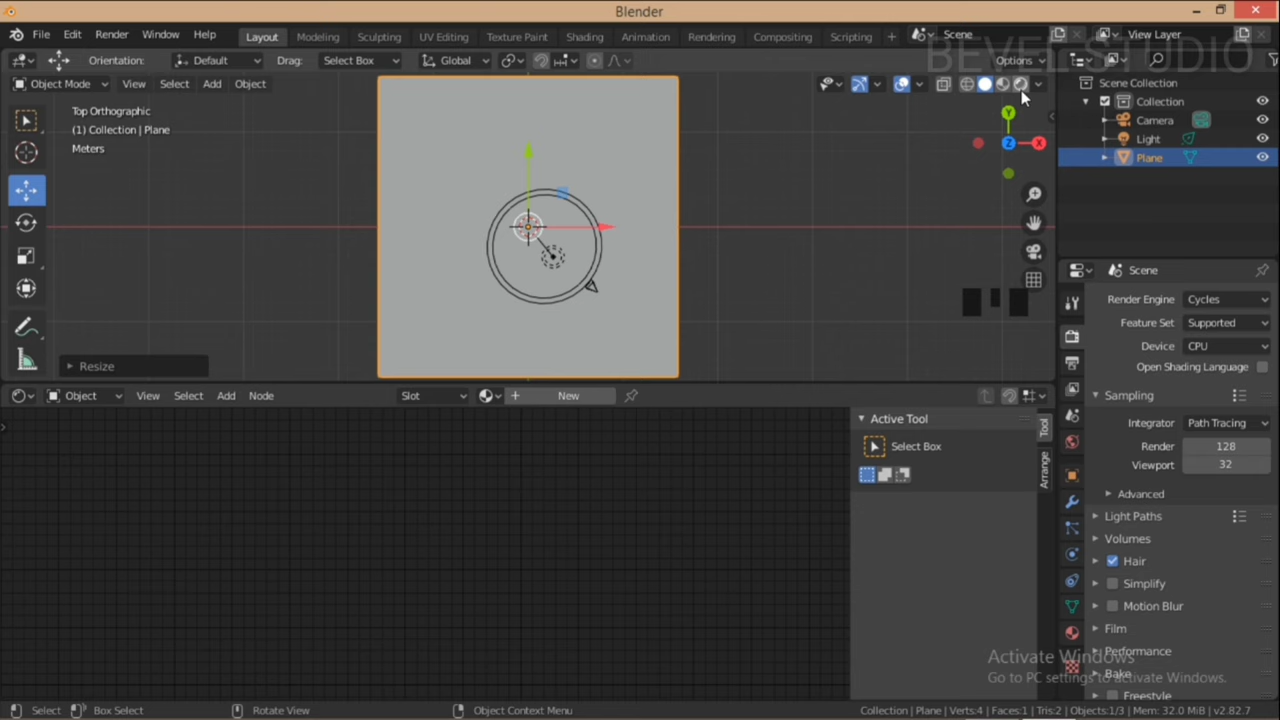 Blender
File Edit Render Window Help Layout Modeling Sculpting UV Editing Texture Paint Shading Animation Rendering Compositing Scripting + Scene View Layer
BEVEL STUDIO
Orientation: Default Drag: Select Box Global Options
Object Mode View Select Add Object
Top Orthographic
(1) Collection | Plane
Meters
Y
Z
X
Resize
Scene Collection
Collection
Camera
Light
Plane
Scene
Render Engine Cycles
Feature Set Supported
Device CPU
Open Shading Language
Sampling
Integrator Path Tracing
Render 128
Viewport 32
Advanced
Light Paths
Volumes
Hair
Simplify
Motion Blur
Film
Performance
Bake
Freestyle
Object View Select Add Node Slot New
Active Tool
Select Box
Tool
Arrange
Activate Windows
Go to PC settings to activate Windows.
Select Box Select Rotate View Object Context Menu
Collection | Plane | Verts:4 | Faces:1 | Tris:2 | Objects:1/3 | Mem: 32.0 MiB | v2.82.7